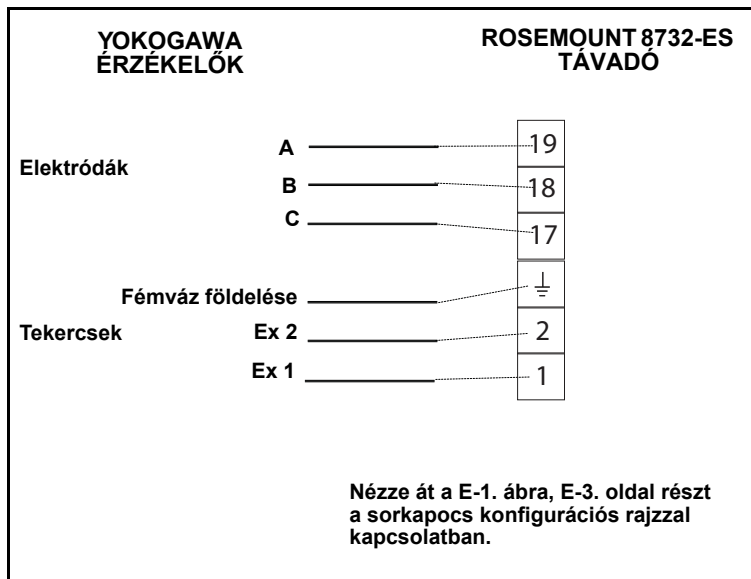 YOKOGAWA
ÉRZÉKELŐK
ROSEMOUNT 8732-ES
TÁVADÓ
Elektródák
A
19
B
18
C
17
Fémváz földelése
Tekercsek
Ex 2
2
Ex 1
1
Nézze át a E-1. ábra, E-3. oldal részt
a sorkapocs konfigurációs rajzzal
kapcsolatban.